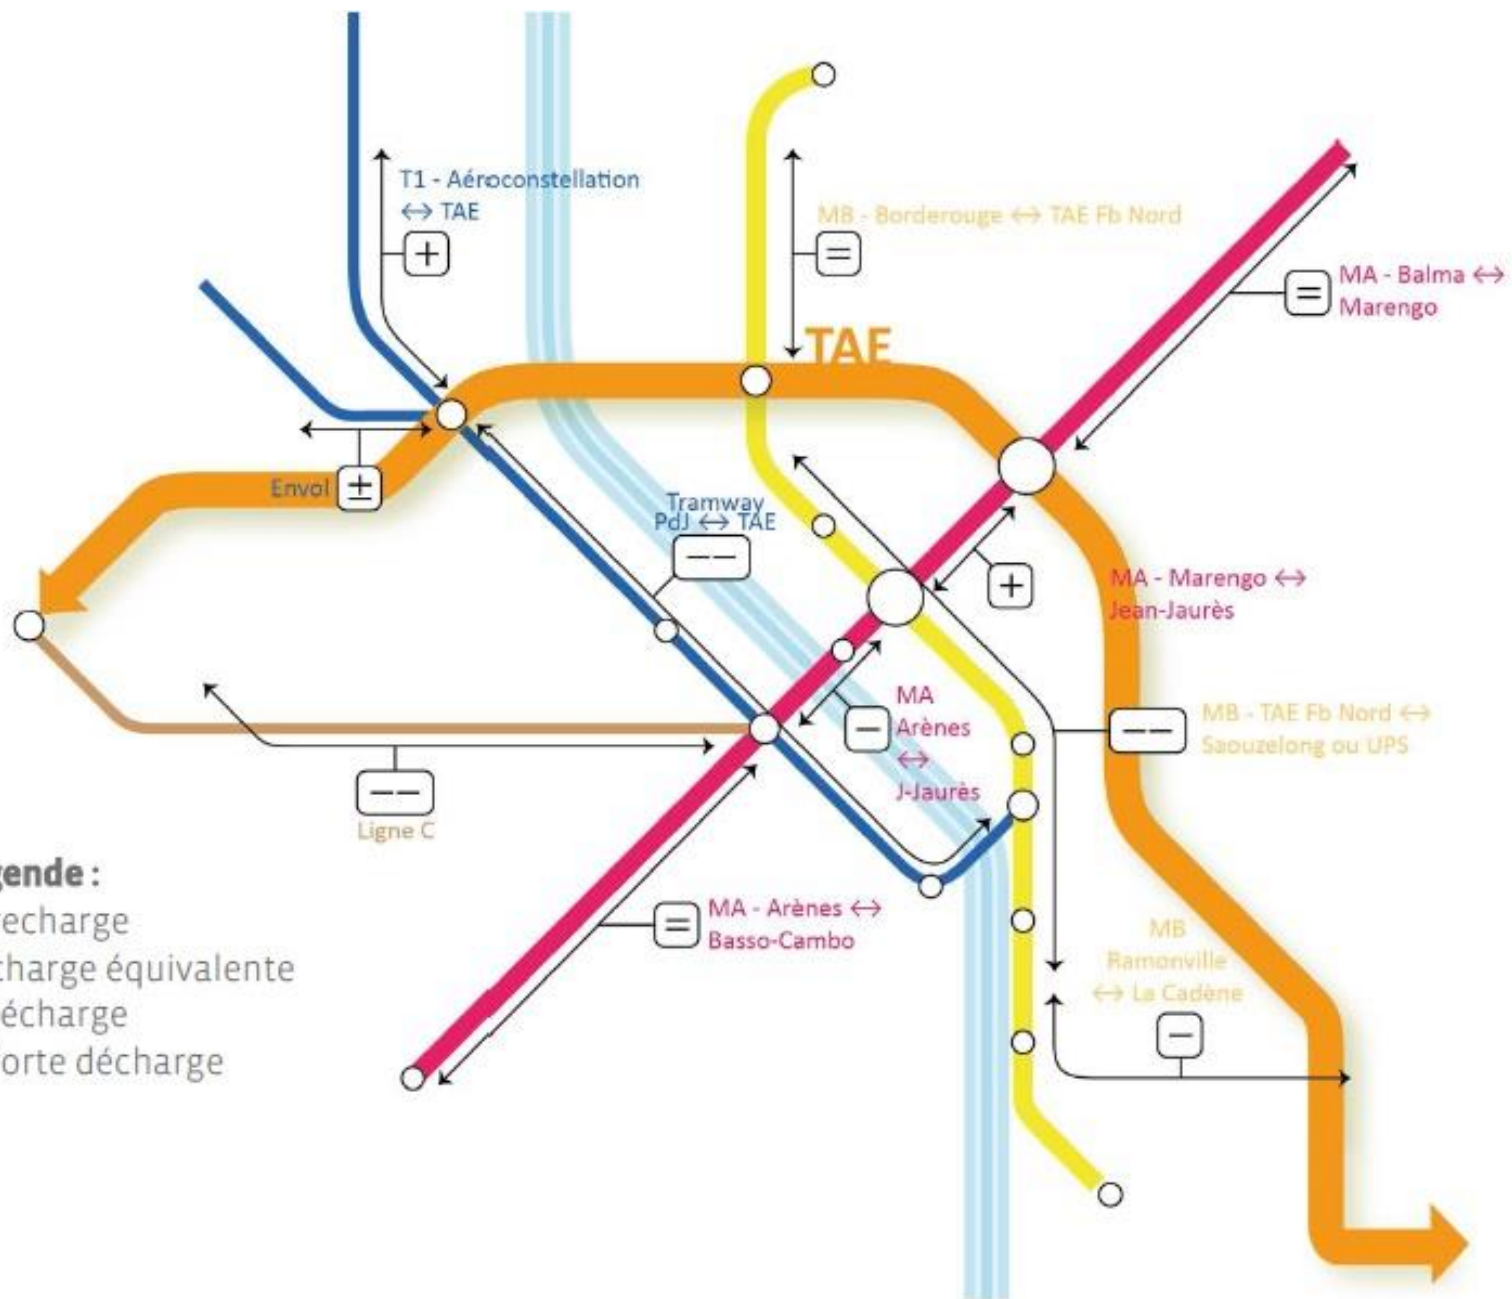 T1 - Aéroconstellation
↔ TAE
+
MB - Borderouge ↔ TAE Fb Nord
=
MA - Balma ↔
Marengo
=
TAE
Envol ±
Tramway
PdJ ↔ TAE
−−
+
MA - Marengo ↔
Jean-Jaurès
MA
Arènes
↔
J-Jaurès
−
MB - TAE Fb Nord ↔
Saouzelong ou UPS
−−
−−
Ligne C
MA - Arènes ↔
Basso-Cambo
=
MB
Ramonville
↔ La Cadène
−
gende :
recharge
charge équivalente
écharge
orte décharge